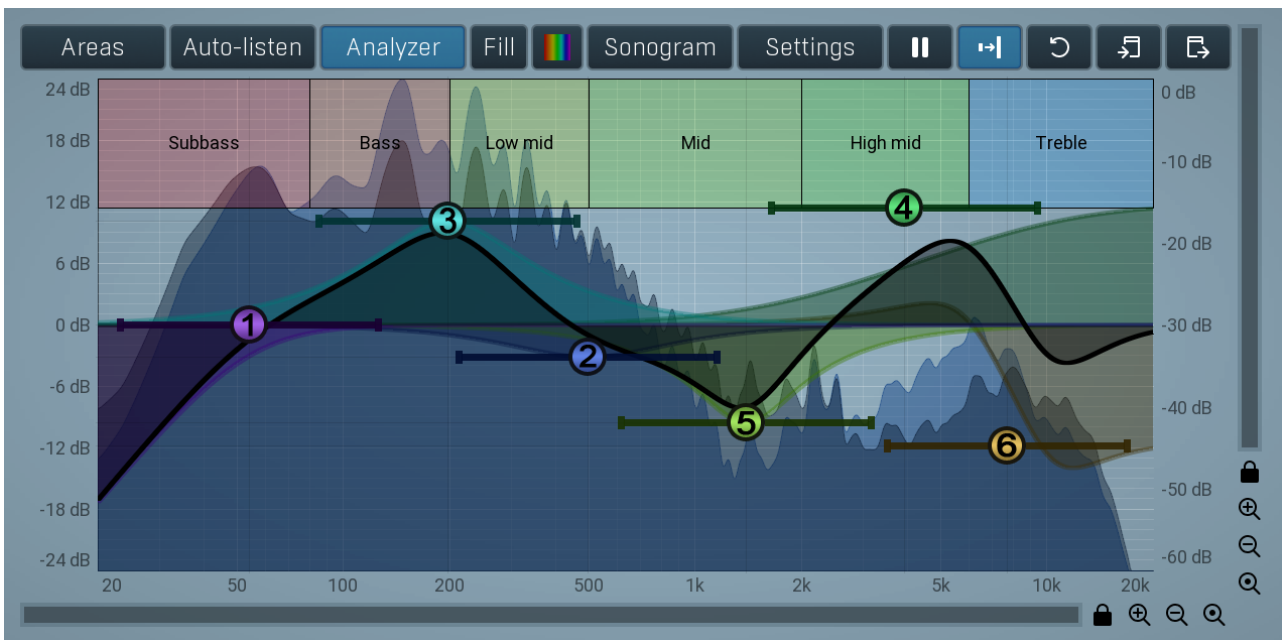 Areas Auto-listen Analyzer Fill Sonogram Settings
24 dB 0 dB
Subbass Bass Low mid Mid High mid Treble
18 dB -10 dB
12 dB 4
3 -20 dB
6 dB
1 0 dB -30 dB
2
-6 dB
5 -40 dB
-12 dB 6
-18 dB -50 dB
-24 dB -60 dB
20 50 100 200 500 1k 2k 5k 10k 20k